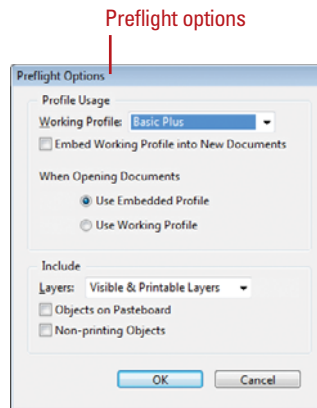 Preflight options
Preflight Options
Profile Usage
Working Profile: Basic Plus
Embed Working Profile into New Documents
When Opening Documents
Use Embedded Profile
Use Working Profile
Include
Layers: Visible & Printable Layers
Objects on Pasteboard
Non-printing Objects
OK Cancel